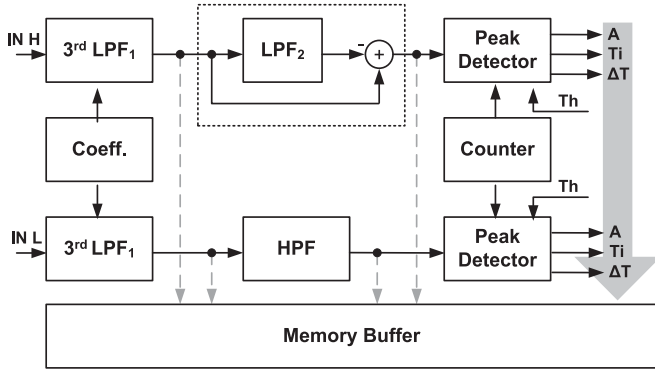 IN H
3rd LPF1
LPF2
-
+
Peak
Detector
A
Ti
ΔT
Th
Coeff.
Counter
Th
IN L
3rd LPF1
HPF
Peak
Detector
A
Ti
ΔT
Memory Buffer